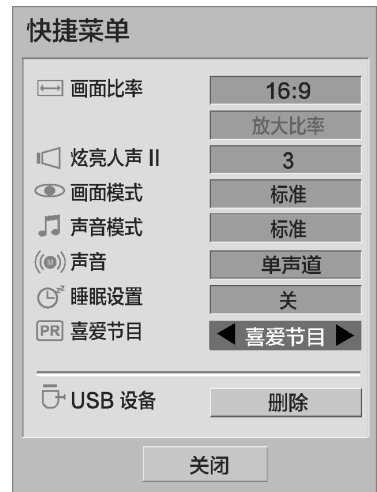 快捷菜单
画面比率 16:9
放大比率
炫亮人声 II 3
画面模式 标准
声音模式 标准
((M)) 声音 单声道
zz 睡眠设置 关
PR 喜爱节目 ◀ 喜爱节目 ▶
USB 设备 删除
关闭